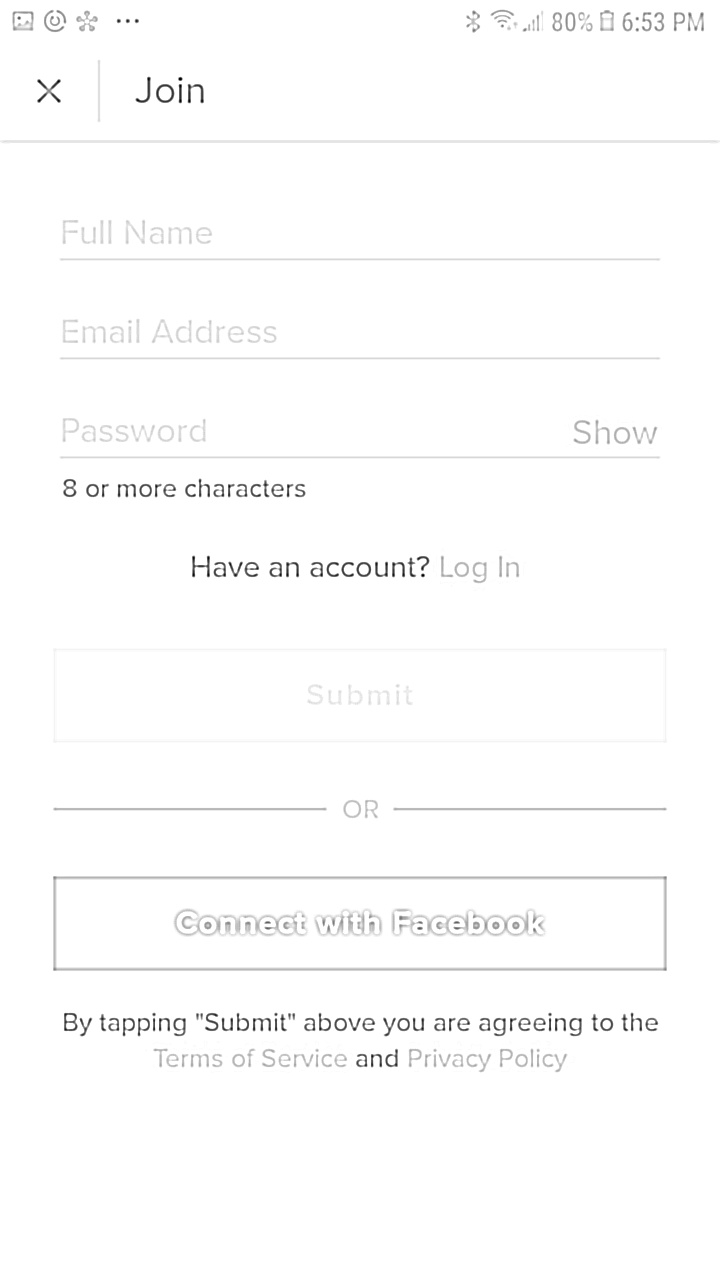 80% 6:53 PM
Join
Full Name
Email Address
Password Show
8 or more characters
Have an account? Log In
Submit
OR
Connect with Facebook
By tapping "Submit" above you are agreeing to the
Terms of Service and Privacy Policy